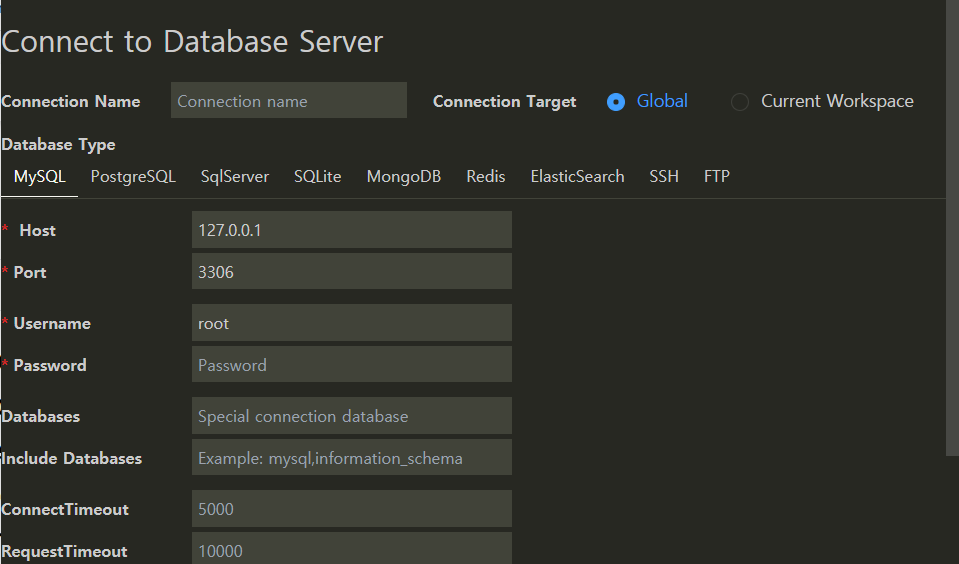 Connect to Database Server
Connection Name Connection name Connection Target Global Current Workspace
Database Type
MySQL PostgreSQL SqlServer SQLite MongoDB Redis ElasticSearch SSH FTP
* Host 127.0.0.1
* Port 3306
* Username root
* Password Password
Databases Special connection database
Include Databases Example: mysql,information_schema
ConnectTimeout 5000
RequestTimeout 10000